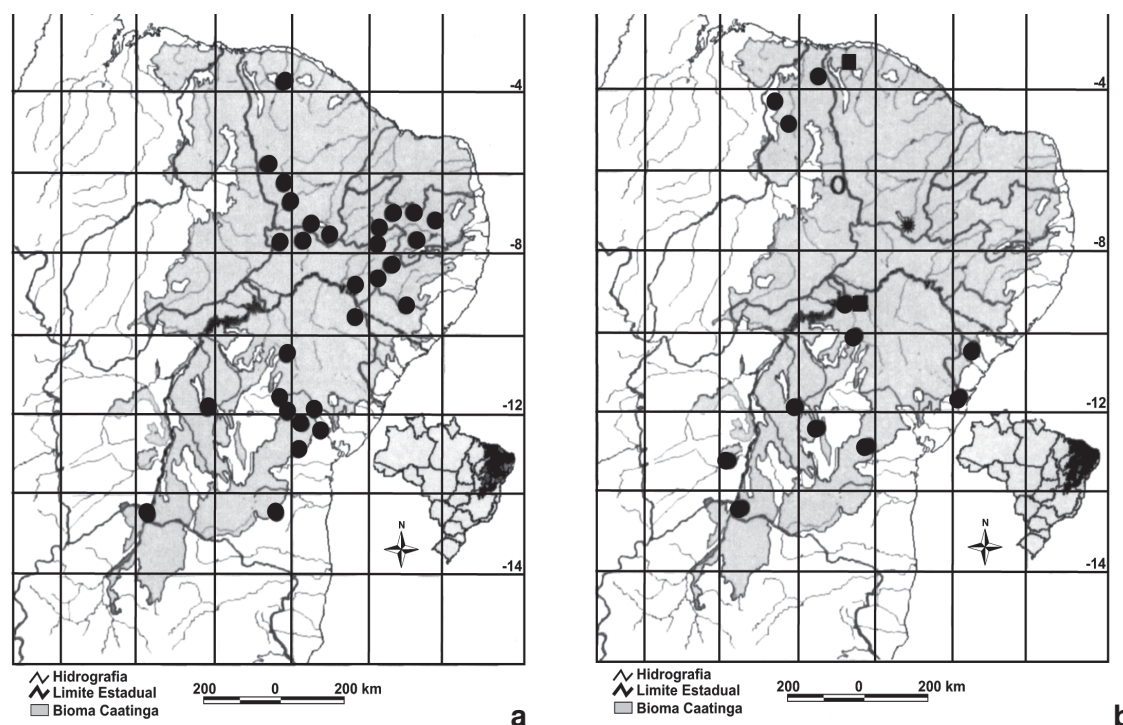 -4
-8
-12
N
-14
Hidrografia
Limite Estadual
Bioma Caatinga
200 0 200 km
a
-4
-8
-12
N
-14
Hidrografia
Limite Estadual
Bioma Caatinga
200 0 200 km
b